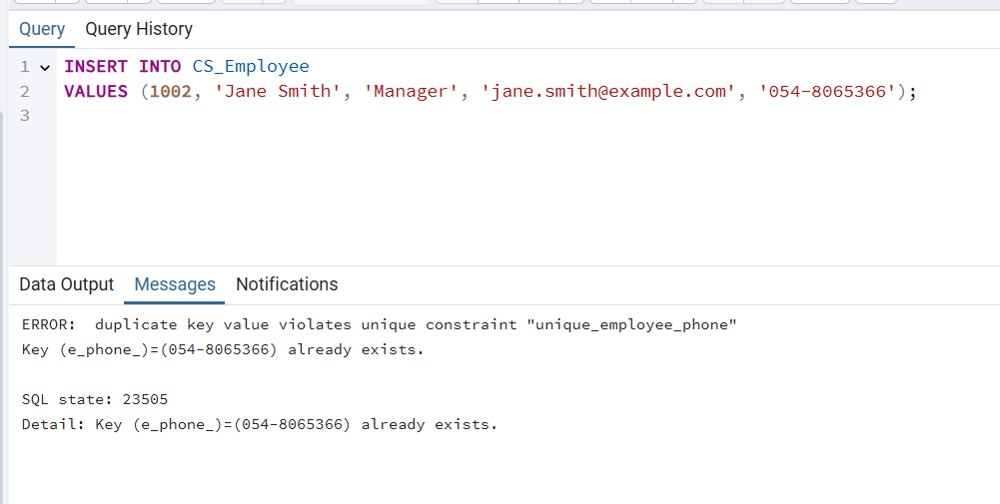 Query Query History
1 INSERT INTO CS_Employee
2 VALUES (1002, 'Jane Smith', 'Manager', 'jane.smith@example.com', '054-8065366');
3
Data Output Messages Notifications
ERROR:  duplicate key value violates unique constraint "unique_employee_phone"
Key (e_phone_)=(054-8065366) already exists.
SQL state: 23505
Detail: Key (e_phone_)=(054-8065366) already exists.